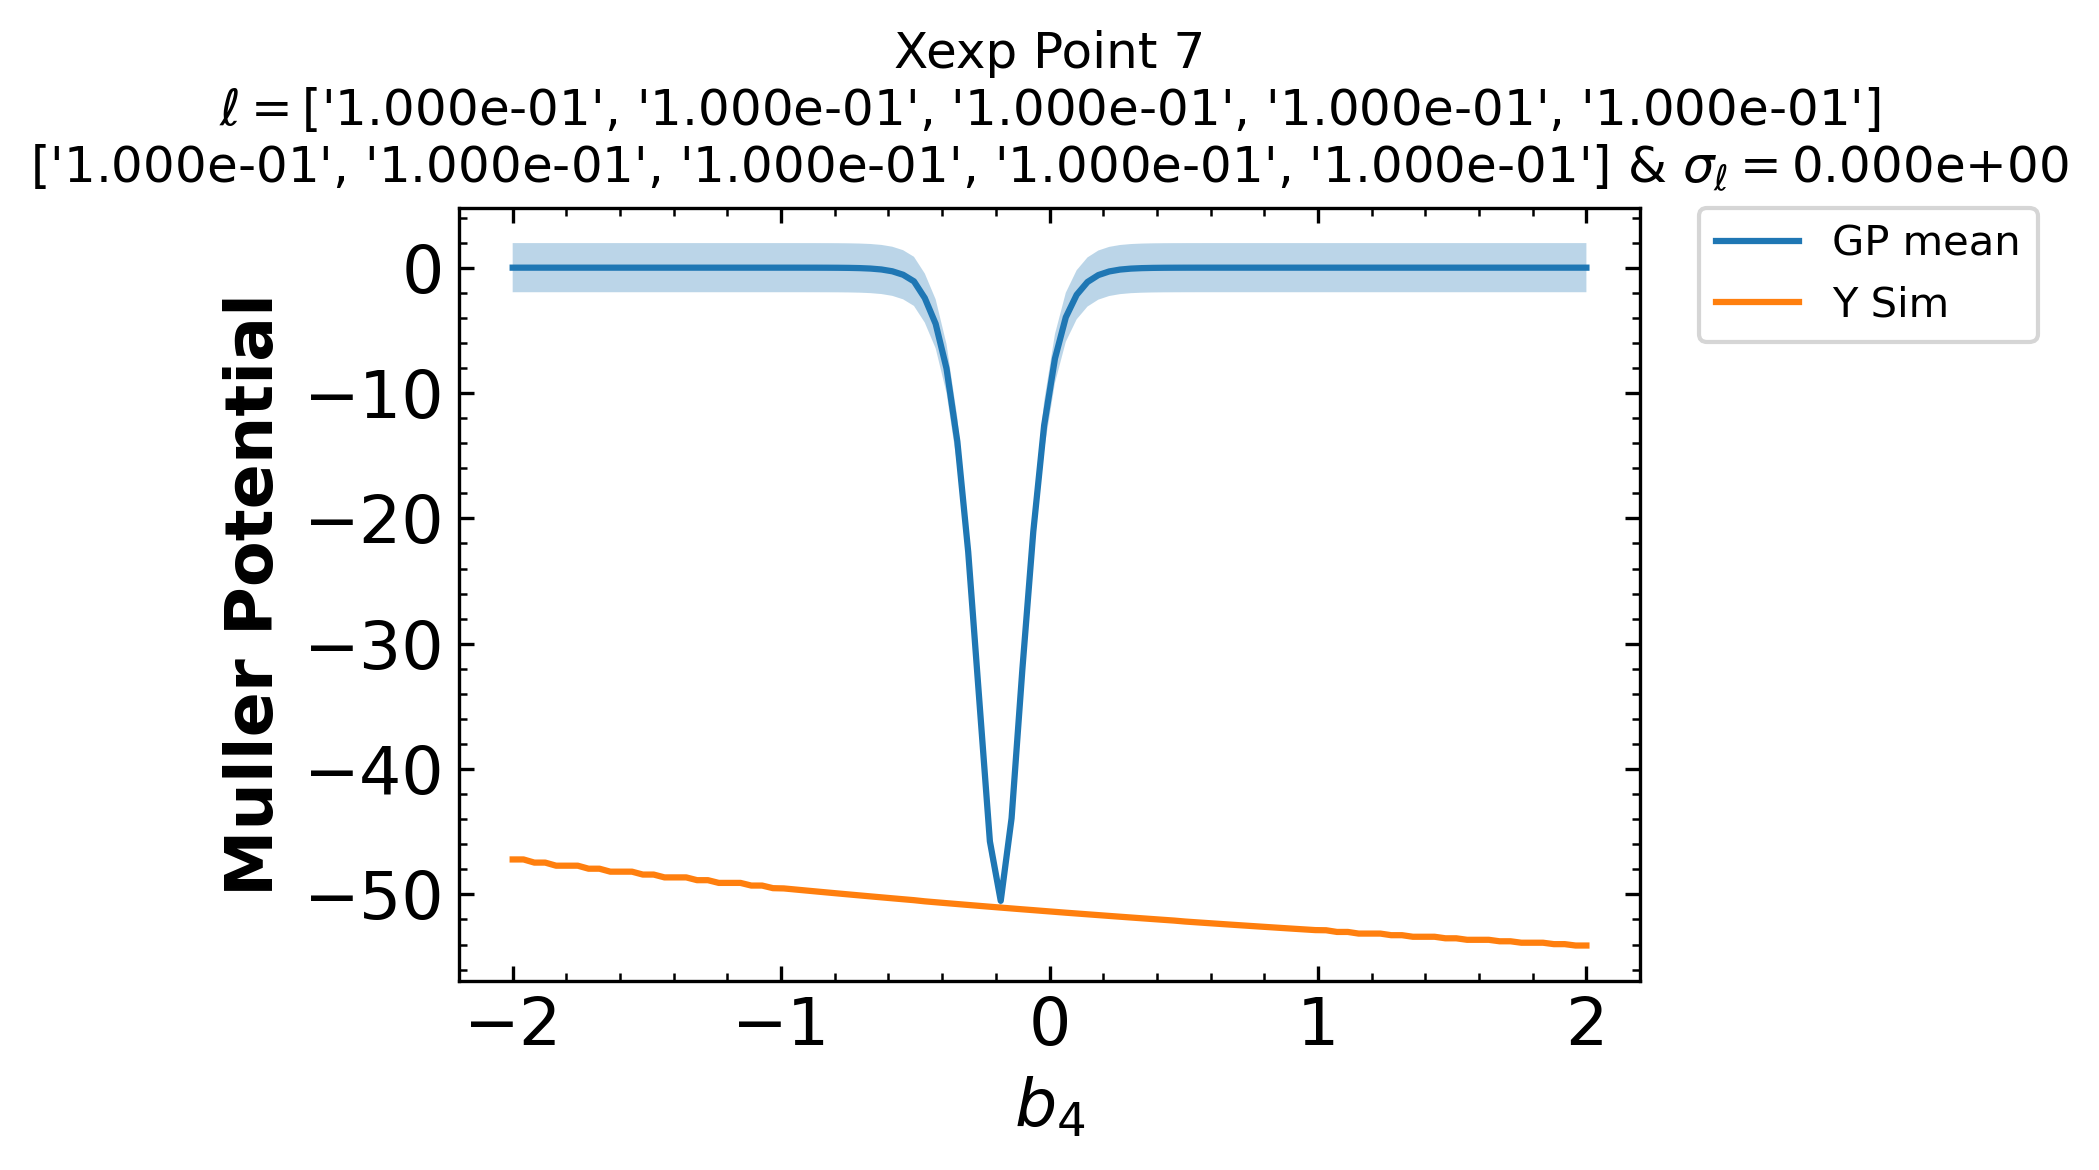 Xexp Point 7
ℓ = ['1.000e-01', '1.000e-01', '1.000e-01', '1.000e-01', '1.000e-01']
['1.000e-01', '1.000e-01', '1.000e-01', '1.000e-01', '1.000e-01'] & σℓ = 0.000e+00
GP mean
Y Sim
Muller Potential
0
−10
−20
−30
−40
−50
−2
−1
0
1
2
b4